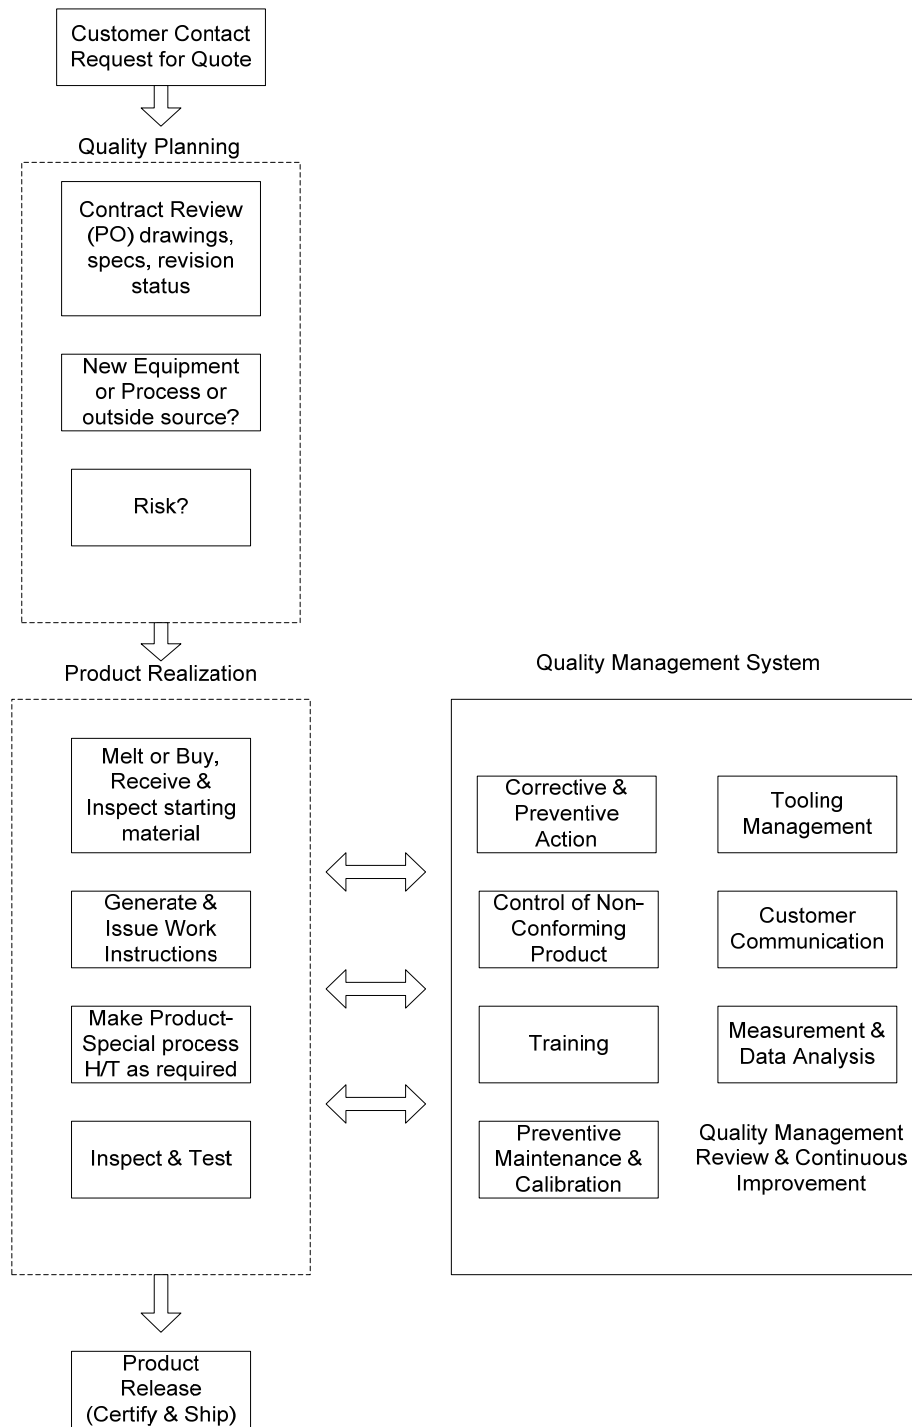 Customer Contact
Request for Quote
Quality Planning
Contract Review
(PO) drawings,
specs, revision
status
New Equipment
or Process or
outside source?
Risk?
Product Realization
Melt or Buy,
Receive &
Inspect starting
material
Generate &
Issue Work
Instructions
Make Product-
Special process
H/T as required
Inspect & Test
Quality Management System
Corrective &
Preventive
Action
Tooling
Management
Control of Non-
Conforming
Product
Customer
Communication
Training
Measurement &
Data Analysis
Preventive
Maintenance &
Calibration
Quality Management
Review & Continuous
Improvement
Product
Release
(Certify & Ship)